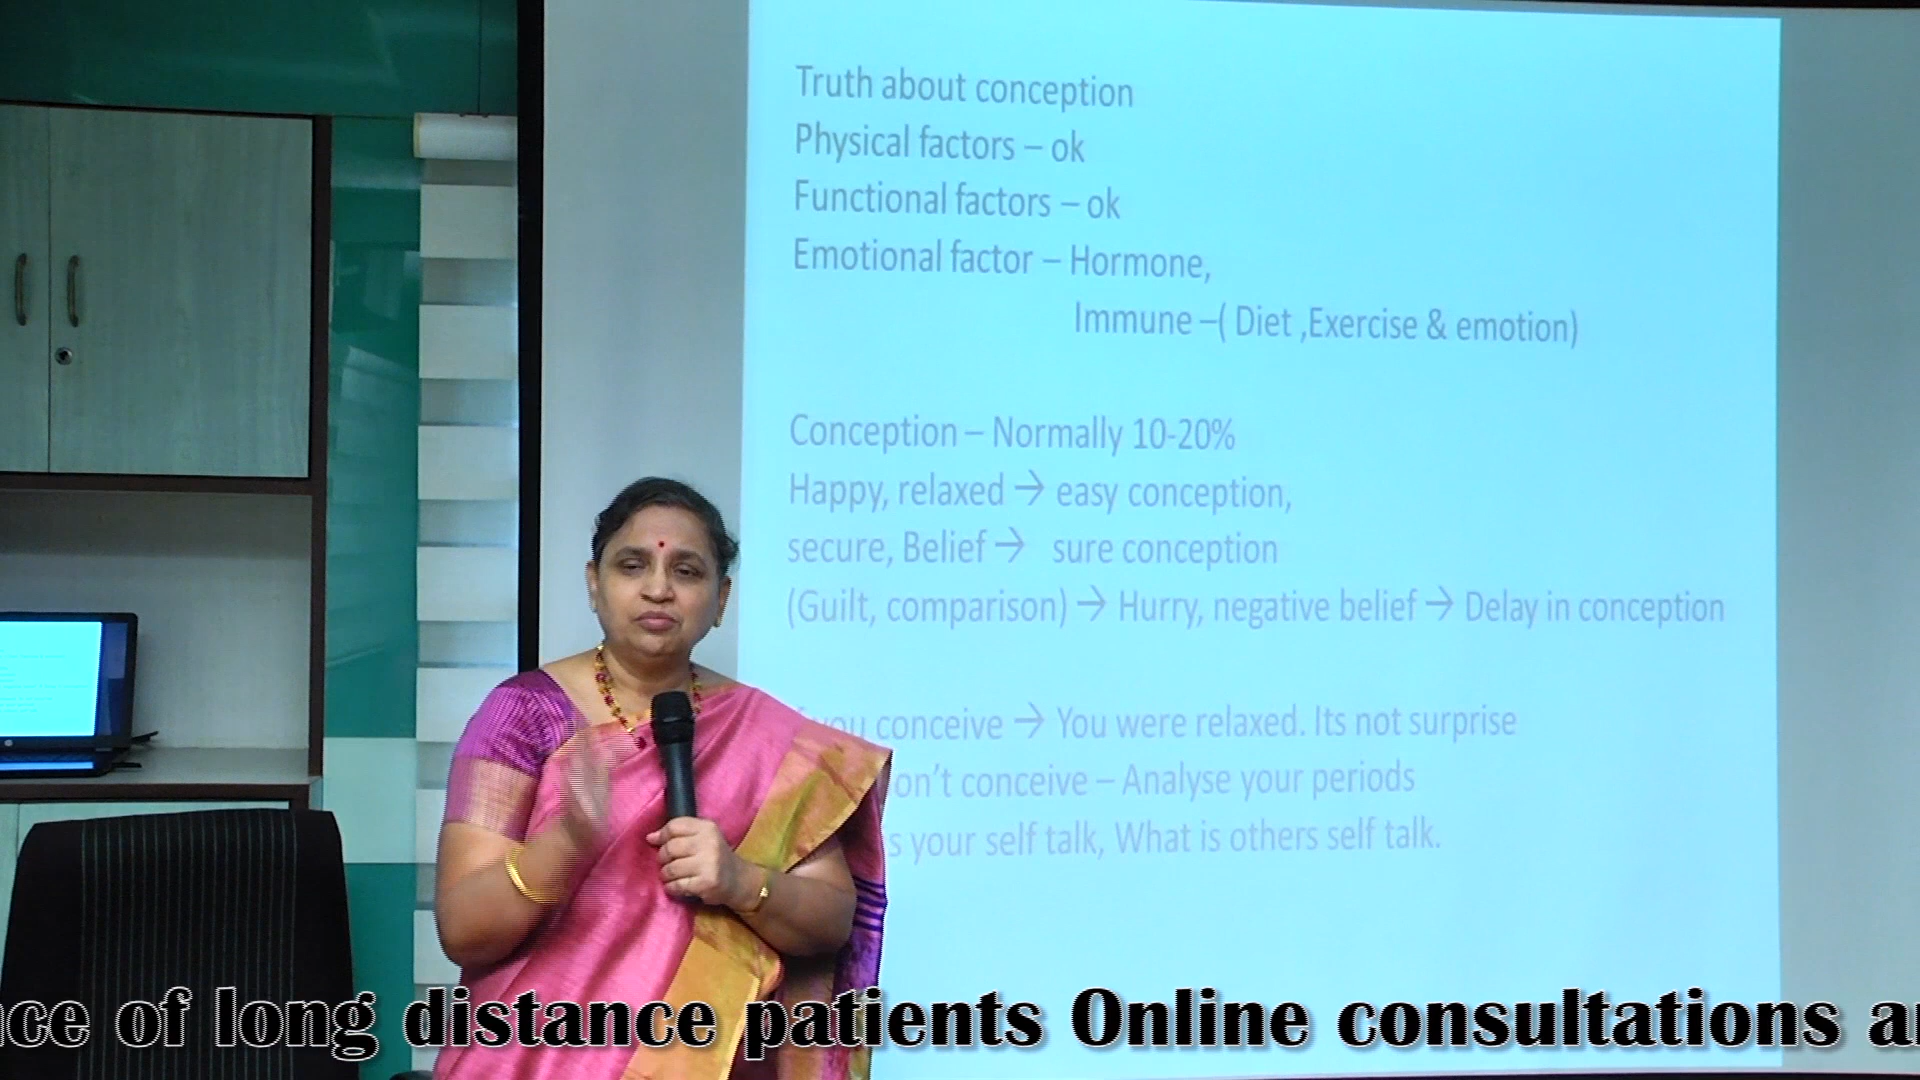 Truth about conception
Physical factors – ok
Functional factors – ok
Emotional factor – Hormone,
Immune –( Diet ,Exercise & emotion)
Conception – Normally 10-20%
Happy, relaxed → easy conception,
secure, Belief → sure conception
(Guilt, comparison) → Hurry, negative belief → Delay in conception
you conceive → You were relaxed. Its not surprise
on't conceive – Analyse your periods
s your self talk, What is others self talk.
of long distance patients Online consultations